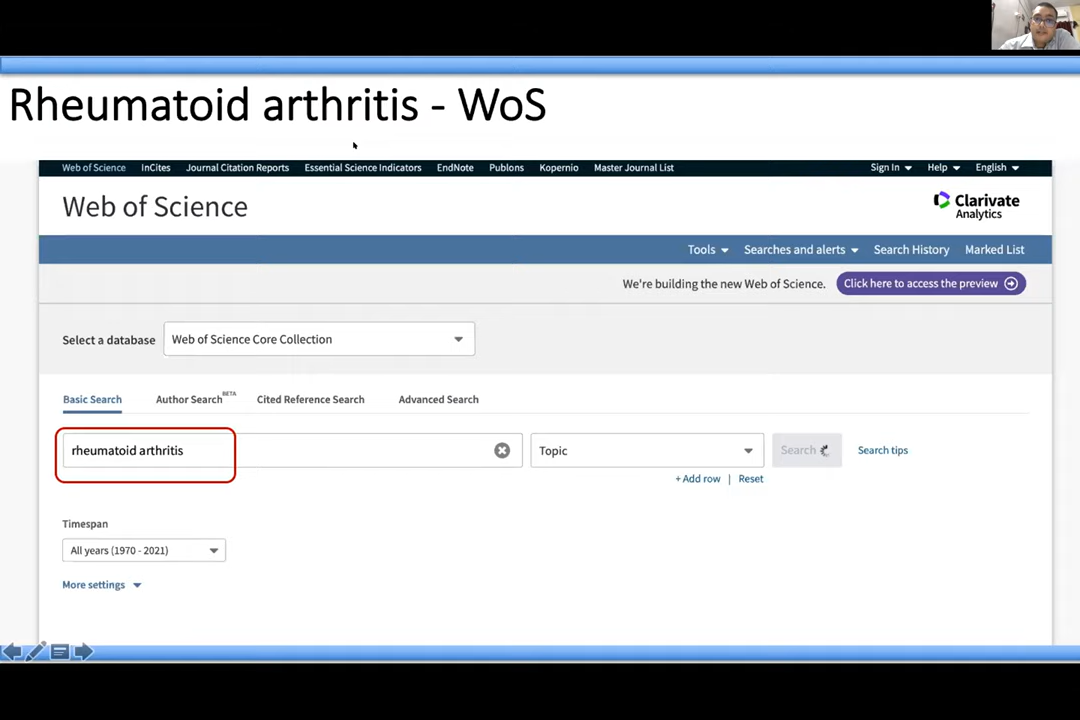 Rheumatoid arthritis - WoS
Web of Science InCites Journal Citation Reports Essential Science Indicators EndNote Publons Kopernio Master Journal List Sign In Help English
Web of Science
Clarivate
Analytics
Tools Searches and alerts Search History Marked List
We're building the new Web of Science. Click here to access the preview
Select a database Web of Science Core Collection
Basic Search Author Search BETA Cited Reference Search Advanced Search
rheumatoid arthritis Topic Search Search tips
+ Add row | Reset
Timespan
All years (1970 - 2021)
More settings